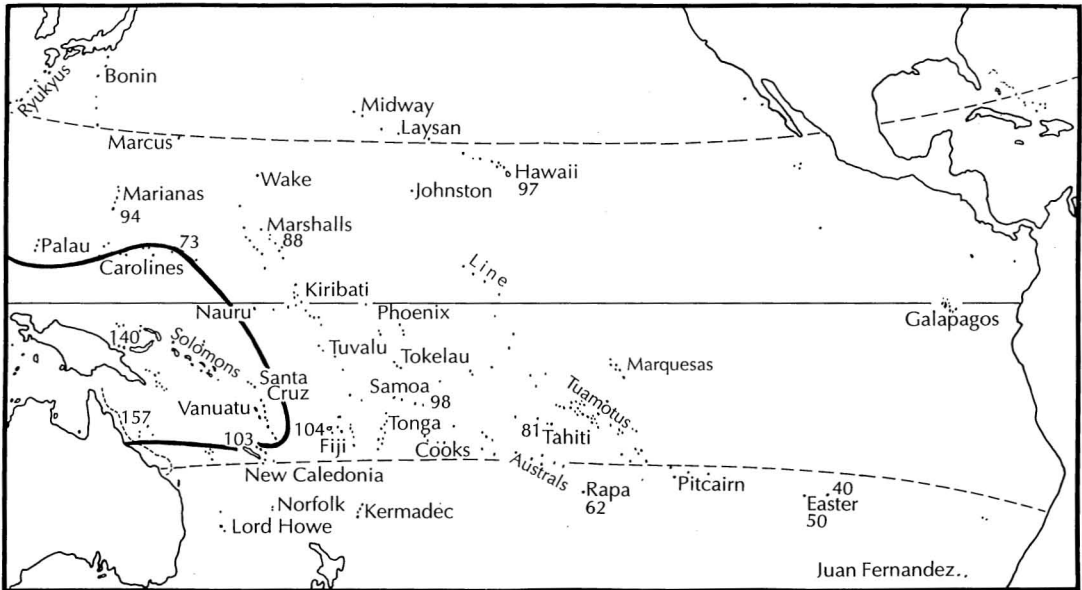 Ryukyus
Bonin
Midway
Laysan
Marcus
Hawaii
97
Wake
Johnston
Marianas
94
Marshalls
88
Palau
73
Carolines
Line
Kiribati
Nauru
Phoenix
Galapagos
140
Solomons
Tuvalu
Tokelau
Marquesas
Santa
Cruz
Samoa
98
Tuamotus
Vanuatu
157
104
Fiji
Tonga
81
Tahiti
103
Cooks
New Caledonia
Australs
Rapa
62
Pitcairn
40
Easter
50
Norfolk
Kermadec
Lord Howe
Juan Fernandez